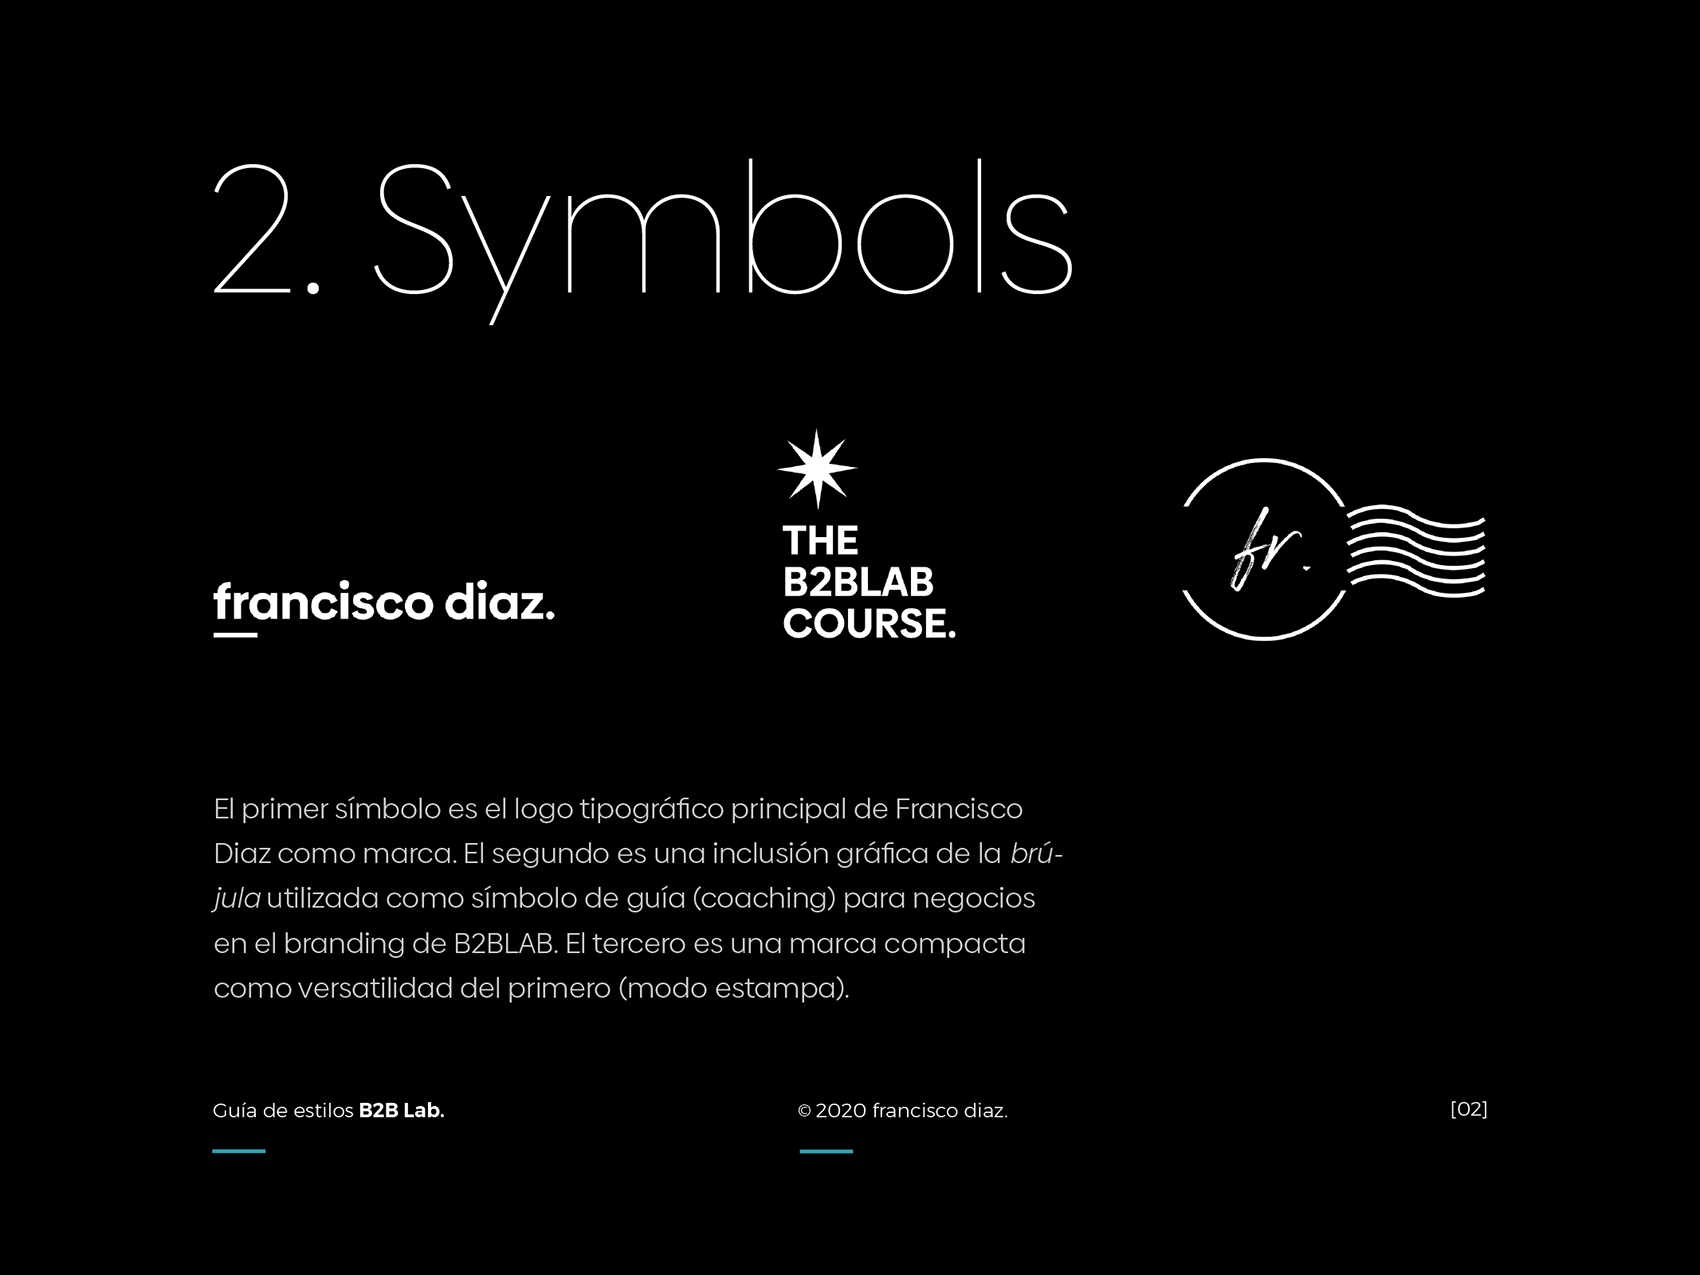 2. Symbols
francisco diaz.
THE
B2BLAB
COURSE.
fr.
El primer símbolo es el logo tipográfico principal de Francisco
Diaz como marca. El segundo es una inclusión gráfica de la brú-
jula utilizada como símbolo de guía (coaching) para negocios
en el branding de B2BLAB. El tercero es una marca compacta
como versatilidad del primero (modo estampa).
Guía de estilos B2B Lab.
© 2020 francisco diaz.
[02]